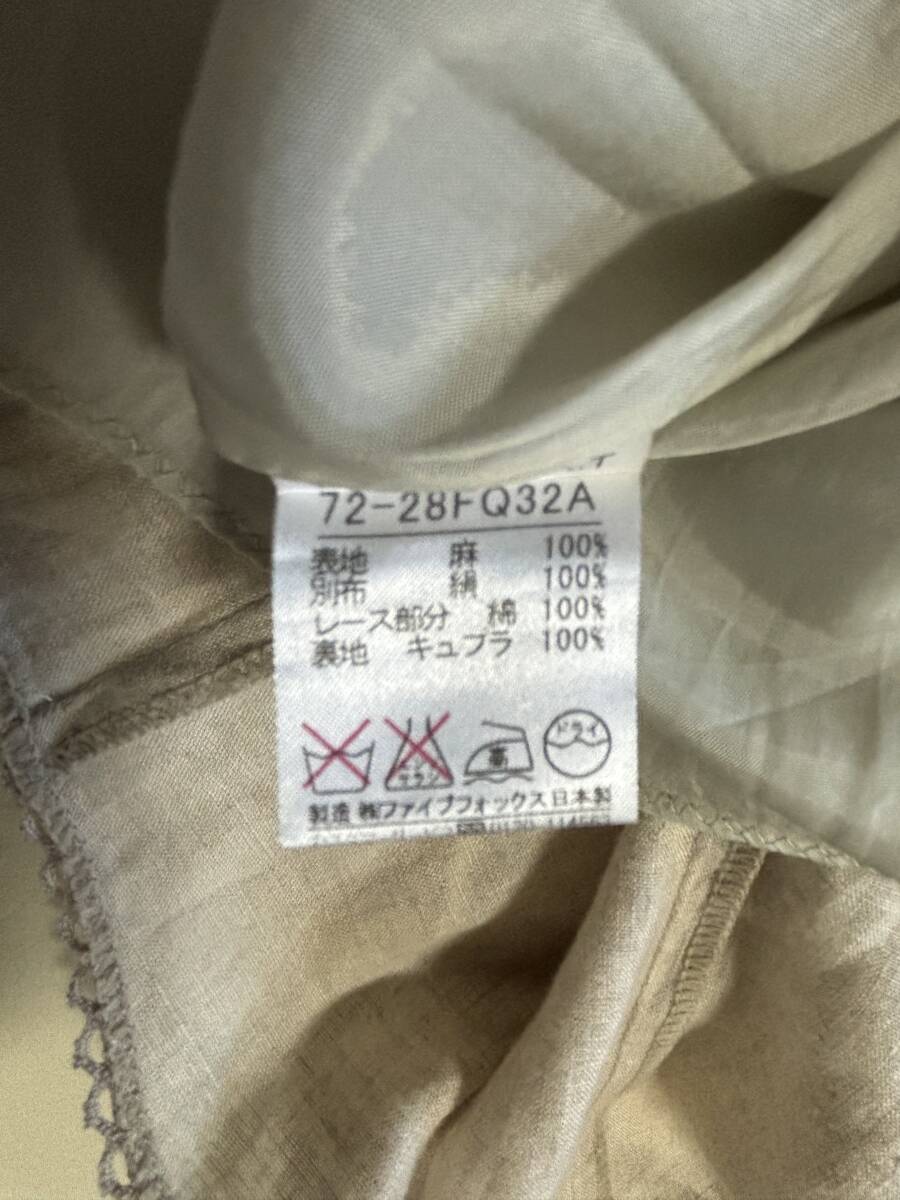 72-28FQ32A
表地 麻 100%
別布 絹 100%
レース部分 綿 100%
裏地 キュプラ 100%
高 ドライ
製造 ㈱ファイブフォックス 日本製